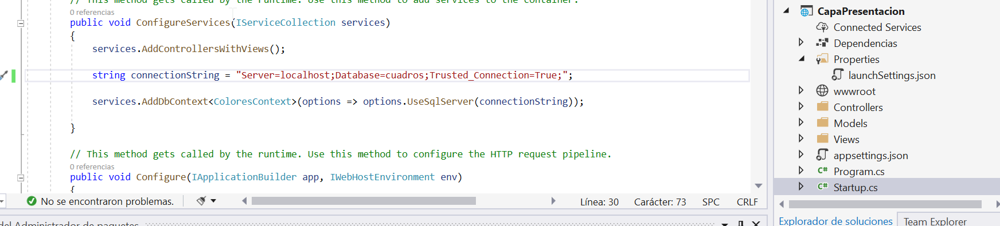 // This method gets called by the runtime. Use this method to add services to the container.
0 referencias
public void ConfigureServices(IServiceCollection services)
{
services.AddControllersWithViews();
string connectionString = "Server=localhost;Database=cuadros;Trusted_Connection=True;";
services.AddDbContext<ColoresContext>(options => options.UseSqlServer(connectionString));
}
// This method gets called by the runtime. Use this method to configure the HTTP request pipeline.
0 referencias
public void Configure(IApplicationBuilder app, IWebHostEnvironment env)
{
No se encontraron problemas.
Línea: 30 Carácter: 73 SPC CRLF
del Administrador de paquetes
CapaPresentacion
Connected Services
Dependencias
Properties
launchSettings.json
wwwroot
Controllers
Models
Views
appsettings.json
C# Program.cs
C# Startup.cs
Explorador de soluciones Team Explorer